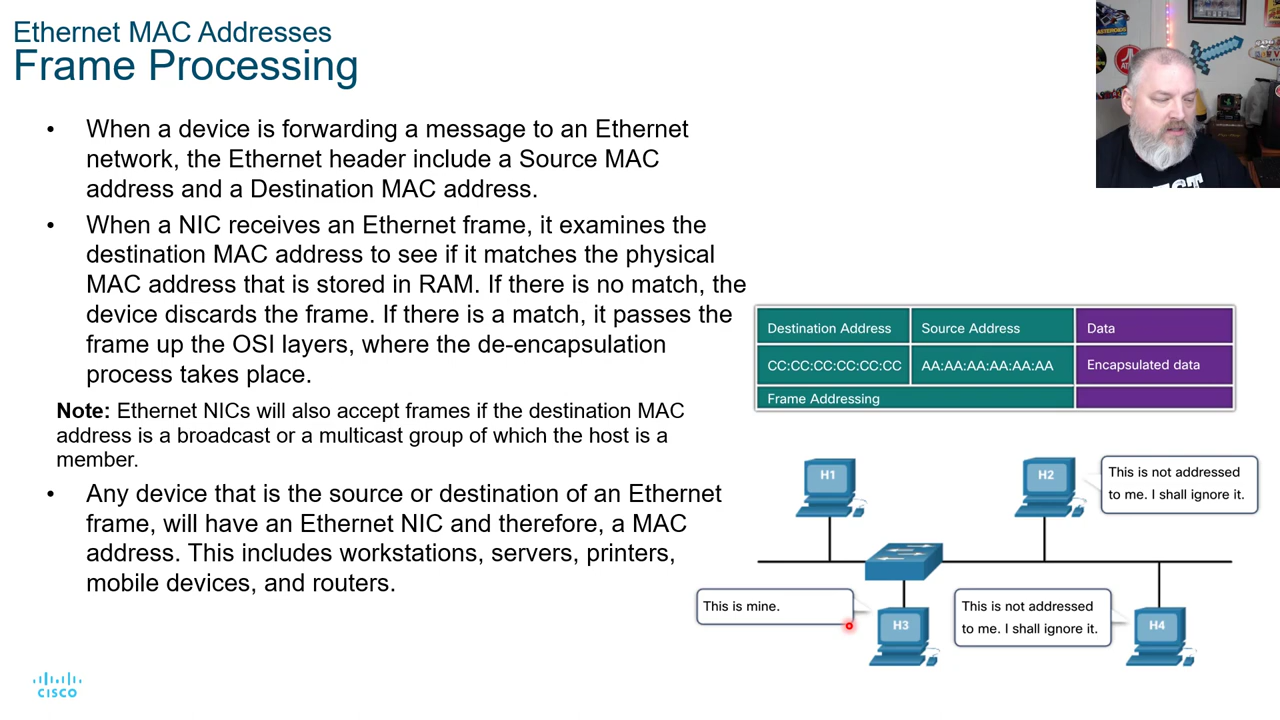 Ethernet MAC Addresses
Frame Processing
• When a device is forwarding a message to an Ethernet
network, the Ethernet header include a Source MAC
address and a Destination MAC address.
• When a NIC receives an Ethernet frame, it examines the
destination MAC address to see if it matches the physical
MAC address that is stored in RAM. If there is no match, the
device discards the frame. If there is a match, it passes the
frame up the OSI layers, where the de-encapsulation
process takes place.
Note: Ethernet NICs will also accept frames if the destination MAC
address is a broadcast or a multicast group of which the host is a
member.
• Any device that is the source or destination of an Ethernet
frame, will have an Ethernet NIC and therefore, a MAC
address. This includes workstations, servers, printers,
mobile devices, and routers.
Destination Address Source Address Data
CC:CC:CC:CC:CC:CC AA:AA:AA:AA:AA:AA Encapsulated data
Frame Addressing
H1
H2
This is not addressed
to me. I shall ignore it.
This is mine.
H3
This is not addressed
to me. I shall ignore it.
H4
CISCO